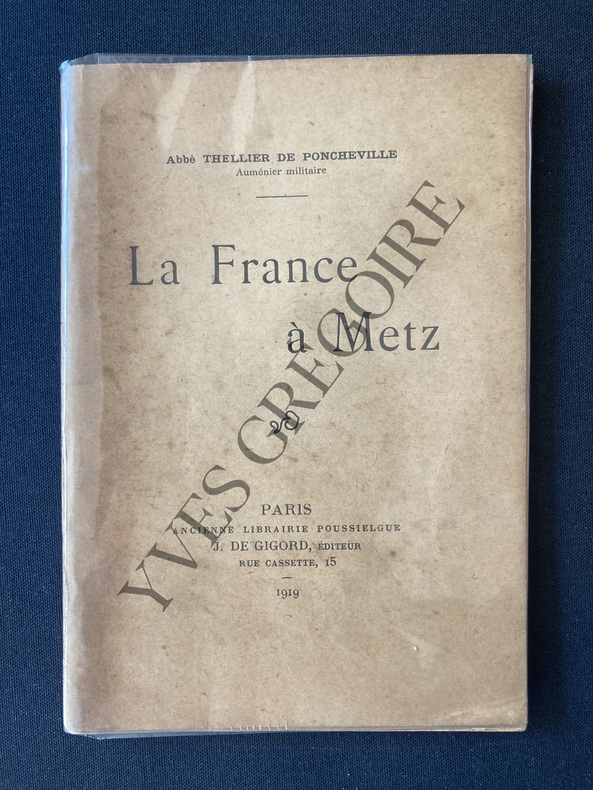 Abbé THELLIER DE PONCHEVILLE
Aumônier militaire
La France
à Metz
PARIS
ANCIENNE LIBRAIRIE POUSSIELGUE
J. DE GIGORD, ÉDITEUR
RUE CASSETTE, 15
1919
YVES GREGOIRE